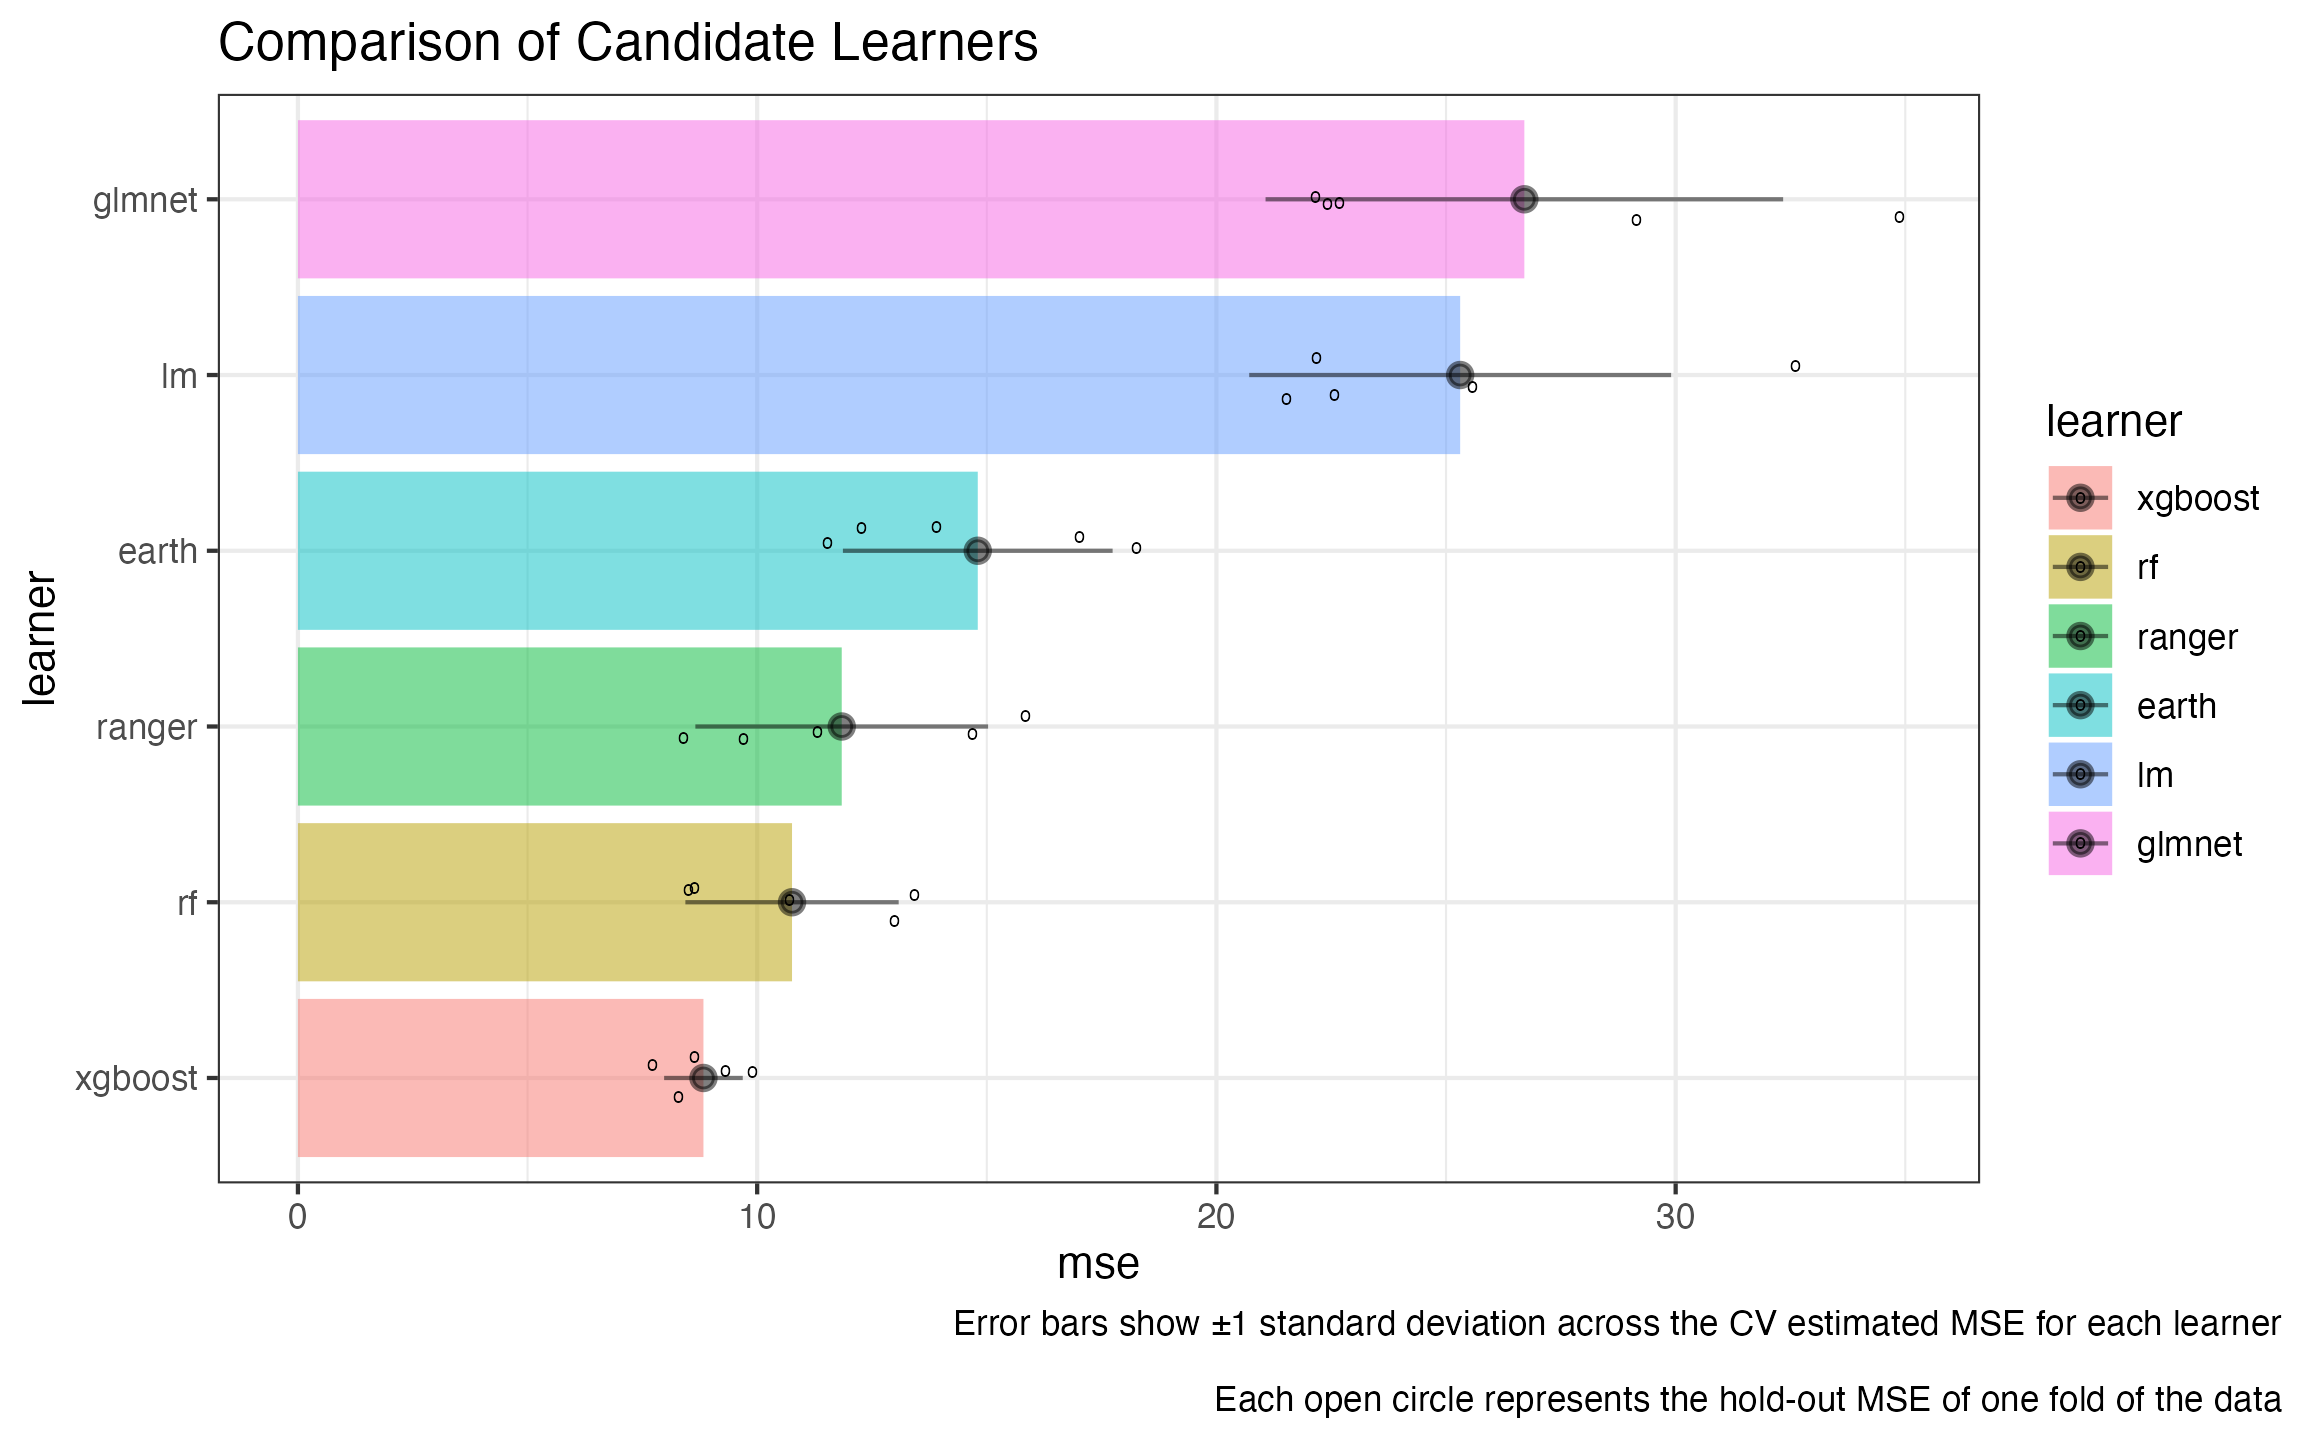 Comparison of Candidate Learners
glmnet
lm
earth
ranger
rf
xgboost
learner
0
10
20
30
mse
learner
xgboost
rf
ranger
earth
lm
glmnet
Error bars show ±1 standard deviation across the CV estimated MSE for each learner
Each open circle represents the hold-out MSE of one fold of the data